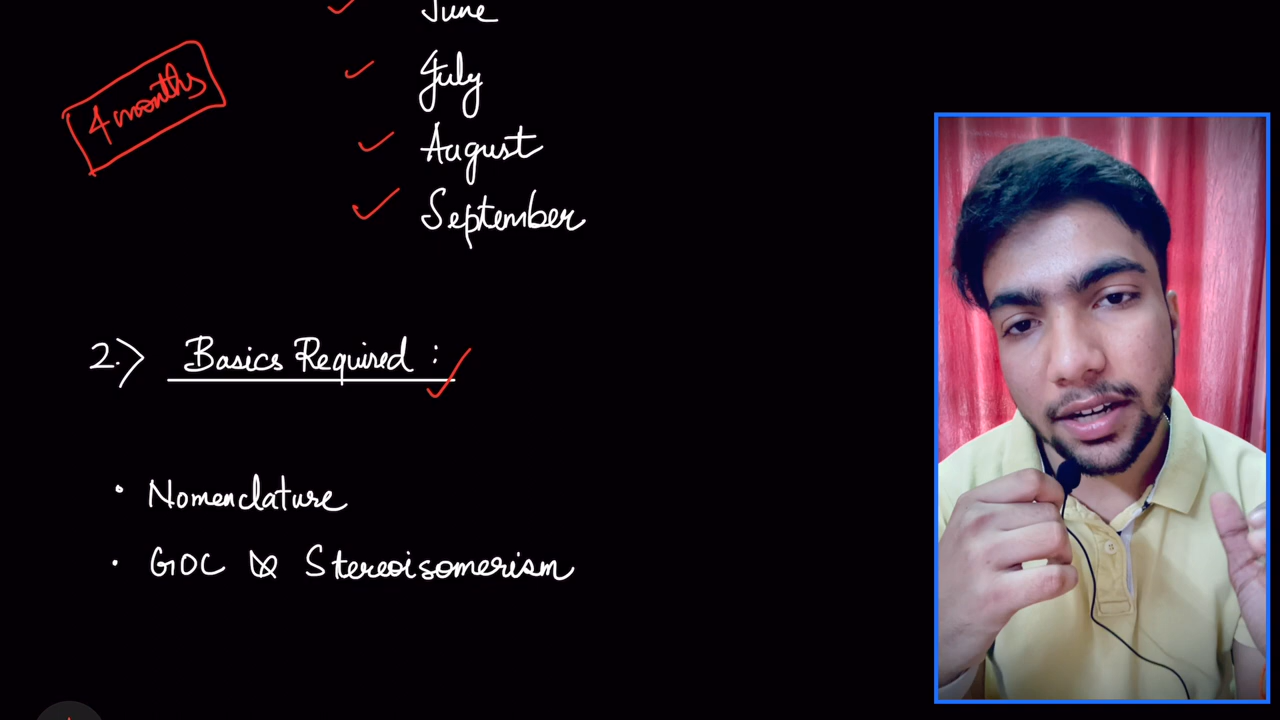 June
4 months
July
August
September
2.> Basics Required :
• Nomenclature
• GOC & Stereoisomerism